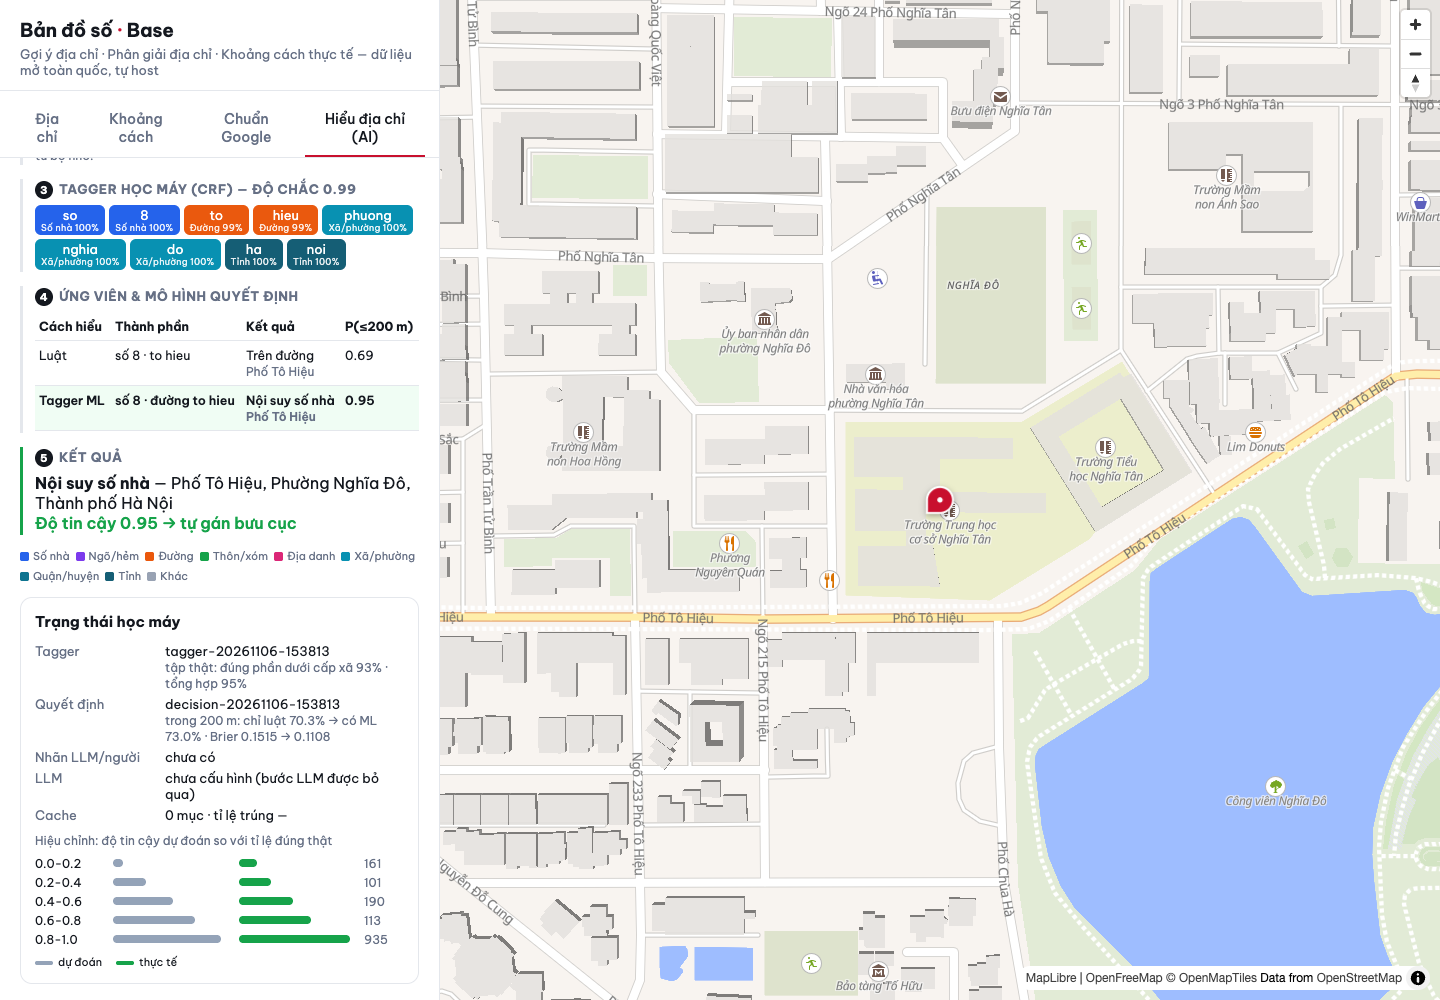 Bản đồ số · Base
Gợi ý địa chỉ · Phân giải địa chỉ · Khoảng cách thực tế — dữ liệu
mở toàn quốc, tự host
Địa chỉ
Khoảng cách
Chuẩn Google
Hiểu địa chỉ (AI)
3 TAGGER HỌC MÁY (CRF) — ĐỘ CHẮC 0.99
so 8 to hieu phuong
Số nhà 100% Số nhà 100% Đường 99% Đường 99% Xã/phường 100%
nghia do ha noi
Xã/phường 100% Xã/phường 100% Tỉnh 100% Tỉnh 100%
4 ỨNG VIÊN & MÔ HÌNH QUYẾT ĐỊNH
Cách hiểu Thành phần Kết quả P(≤200 m)
Luật số 8 · to hieu Trên đường 0.69
Phố Tô Hiệu
Tagger ML số 8 · đường to hieu Nội suy số nhà 0.95
Phố Tô Hiệu
5 KẾT QUẢ
Nội suy số nhà — Phố Tô Hiệu, Phường Nghĩa Đô,
Thành phố Hà Nội
Độ tin cậy 0.95 → tự gán bưu cục
Số nhà Ngõ/hẻm Đường Thôn/xóm Địa danh Xã/phường
Quận/huyện Tỉnh Khác
Trạng thái học máy
Tagger tagger-20261106-153813
tập thật: đúng phần dưới cấp xã 93% ·
tổng hợp 95%
Quyết định decision-20261106-153813
trong 200 m: chỉ luật 70.3% → có ML
73.0% · Brier 0.1515 → 0.1108
Nhãn LLM/người chưa có
LLM chưa cấu hình (bước LLM được bỏ
qua)
Cache 0 mục · tỉ lệ trúng —
Hiệu chỉnh: độ tin cậy dự đoán so với tỉ lệ đúng thật
0.0-0.2 161
0.2-0.4 101
0.4-0.6 190
0.6-0.8 113
0.8-1.0 935
dự đoán thực tế
Tử Bình
Hoàng Quốc Việt
Ngõ 24 Phố Nghĩa Tân
Phố N
Bưu điện Nghĩa Tân
Ngõ 3 Phố Nghĩa Tân
Ngõ 3
Phố Nghĩa Tân
Trường Mầm
non Ánh Sao
WinMart
Phố Nghĩa Tân
Bình
NGHĨA ĐÔ
Ủy ban nhân dân
phường Nghĩa Đô
Nhà văn hóa
phường Nghĩa Tân
Phố Tô Hiệu
Lim Donuts
Sắc
Trường Mầm
non Hoa Hồng
Phố Trần Tử Bình
Trường Tiểu
học Nghĩa Tân
Trường Trung học
cơ sở Nghĩa Tân
Phố Tô Hiệu
Phương
Nguyên Quán
Hiệu
Phố Tô Hiệu
Phố Tô Hiệu
Ngõ 215 Phố Tô Hiệu
Ngõ 233 Phố Tô Hiệu
Công viên Nghĩa Đô
Phố Chùa Hà
Nguyễn Đổ Cung
Bảo tàng Tố Hữu
MapLibre | OpenFreeMap © OpenMapTiles Data from OpenStreetMap